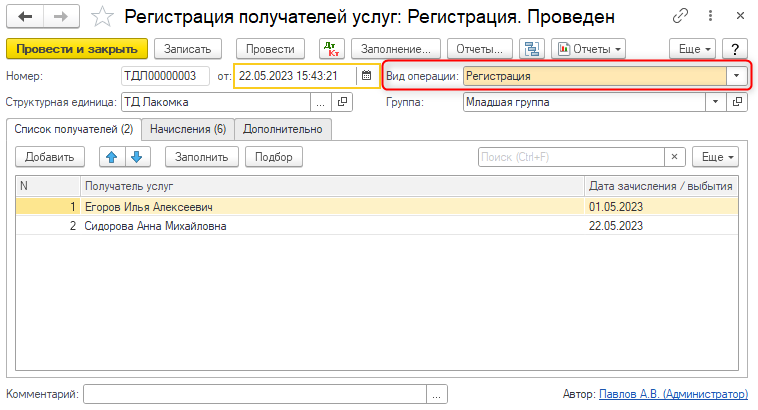 Регистрация получателей услуг: Регистрация. Проведен
Провести и закрыть Записать Провести Дт Кт Заполнение... Отчеты... Отчеты Еще ?
Номер: ТДЛ00000003 от: 22.05.2023 15:43:21 Вид операции: Регистрация
Структурная единица: ТД Лакомка ... Группа: Младшая группа
Список получателей (2) Начисления (6) Дополнительно
Добавить Заполнить Подбор Поиск (Ctrl+F) × Еще
N Получатель услуг Дата зачисления / выбытия
1 Егоров Илья Алексеевич 01.05.2023
2 Сидорова Анна Михайловна 22.05.2023
Комментарий: ... Автор: Павлов А.В. (Администратор)